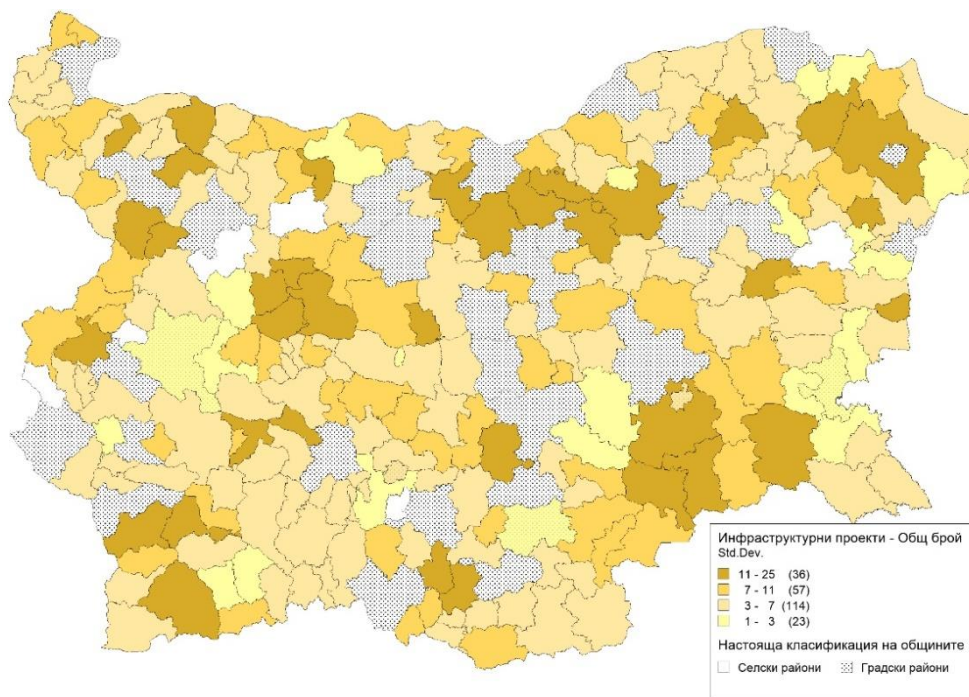 Инфраструктурни проекти - Общ брой
Std.Dev.
11 - 25 (36)
7 - 11 (57)
3 - 7 (114)
1 - 3 (23)
Настояща класификация на общините
Селски райони Градски райони